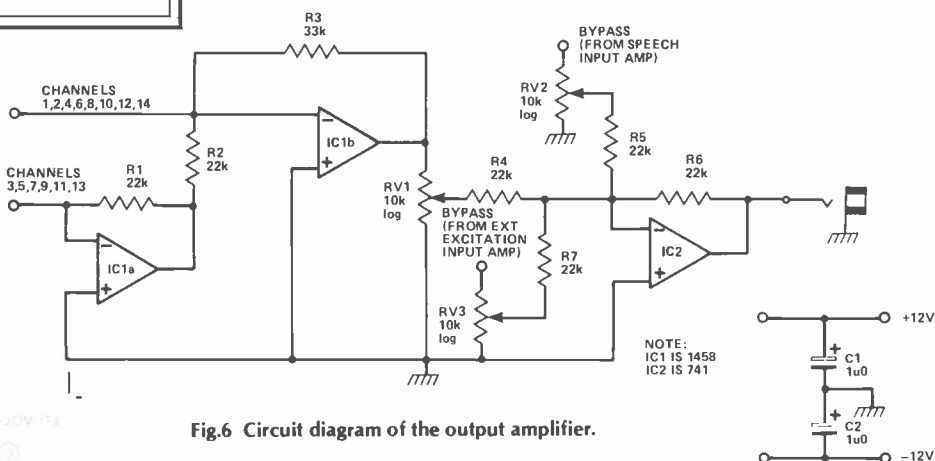 R3
33k
BYPASS
(FROM SPEECH
INPUT AMP)
CHANNELS
1,2,4,6,8,10,12,14
RV2
10k
log
R2
22k
IC1b
R5
22k
CHANNELS
3,5,7,9,11,13
R1
22k
RV1
10k
log
R4
22k
R6
22k
BYPASS
(FROM EXT
EXCITATION
INPUT AMP)
IC1a
R7
22k
IC2
RV3
10k
log
NOTE:
IC1 IS 1458
IC2 IS 741
+12V
C1
1u0
C2
1u0
-12V
Fig.6 Circuit diagram of the output amplifier.